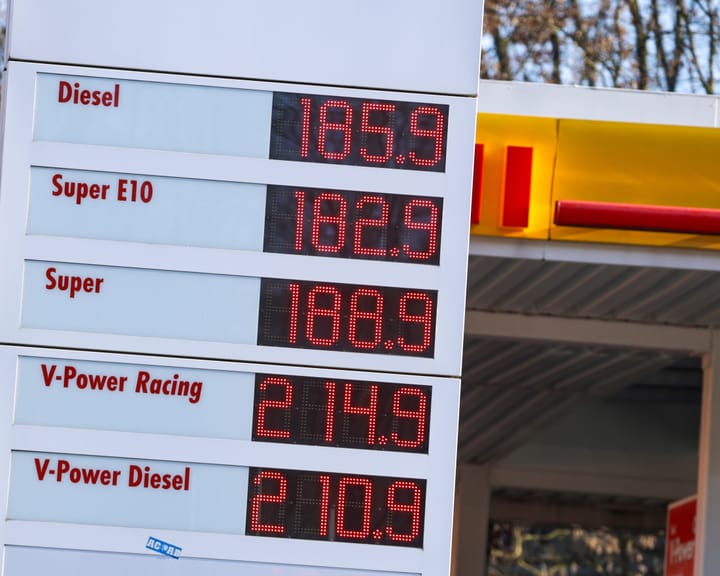 Diesel 185.9
Super E10 182.9
Super 188.9
V-Power Racing 214.9
V-Power Diesel 210.9